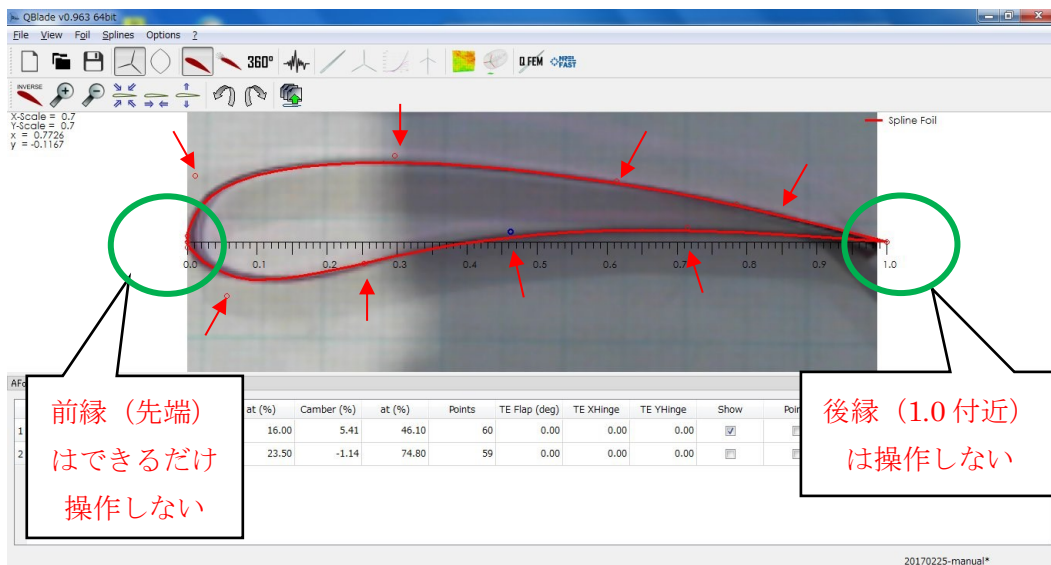 QBlade v0.963 64bit
File View Foil Splines Options ?
360° Q FEM NREL FAST
INVERSE
X-Scale = 0.7
Y-Scale = 0.7
x = 0.7726
y = -0.1167
Spline Foil
0.0 0.1 0.2 0.3 0.4 0.5 0.6 0.7 0.8 0.9 1.0
AFo
at (%) Camber (%) at (%) Points TE Flap (deg) TE XHinge TE YHinge Show Poin
1 16.00 5.41 46.10 60 0.00 0.00 0.00
2 23.50 -1.14 74.80 59 0.00 0.00 0.00
前縁（先端）
はできるだけ
操作しない
後縁（1.0 付近）
は操作しない
20170225-manual*